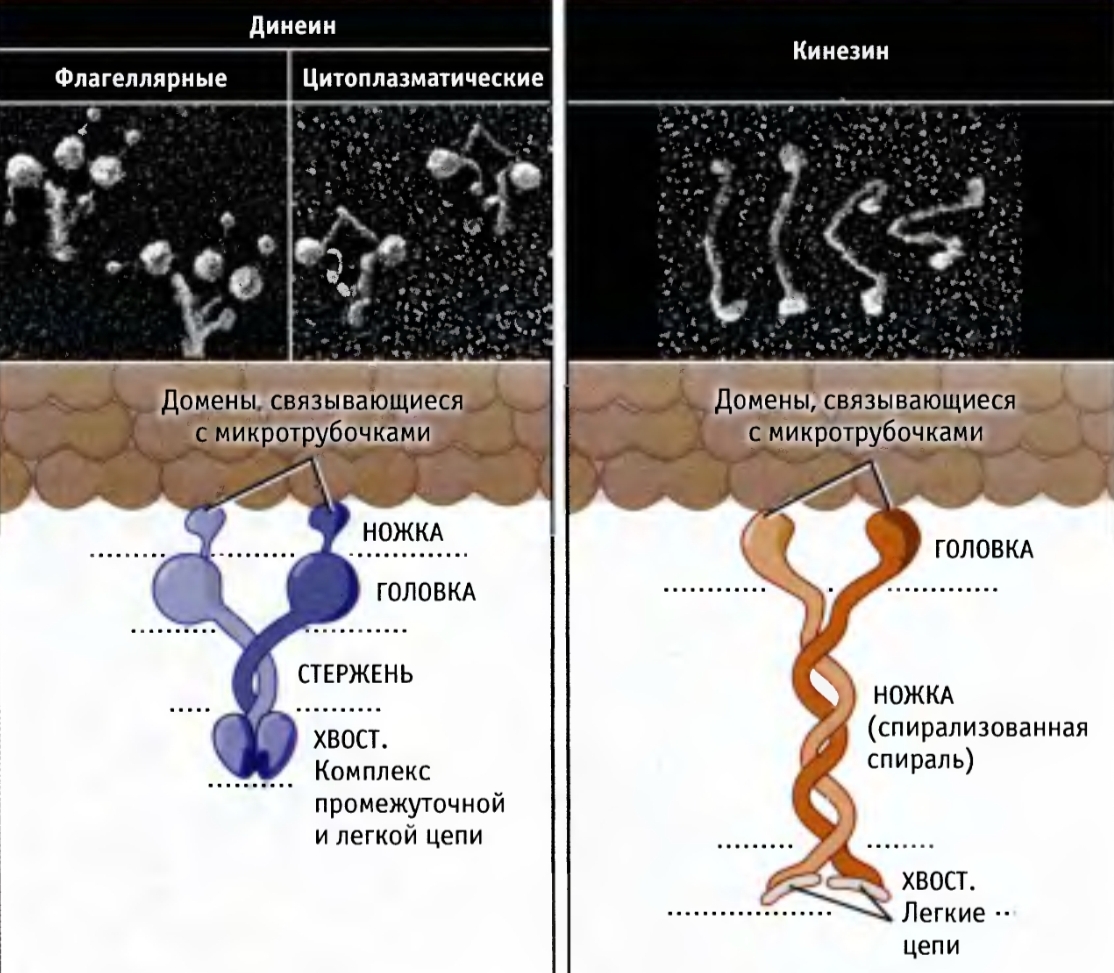 Динеин
Флагеллярные
Цитоплазматические
Домены, связывающиеся
с микротрубочками
НОЖКА
ГОЛОВКА
СТЕРЖЕНЬ
ХВОСТ.
Комплекс
промежуточной
и легкой цепи
Кинезин
Домены, связывающиеся
с микротрубочками
ГОЛОВКА
НОЖКА
(спирализованная
спираль)
ХВОСТ.
Легкие
цепи